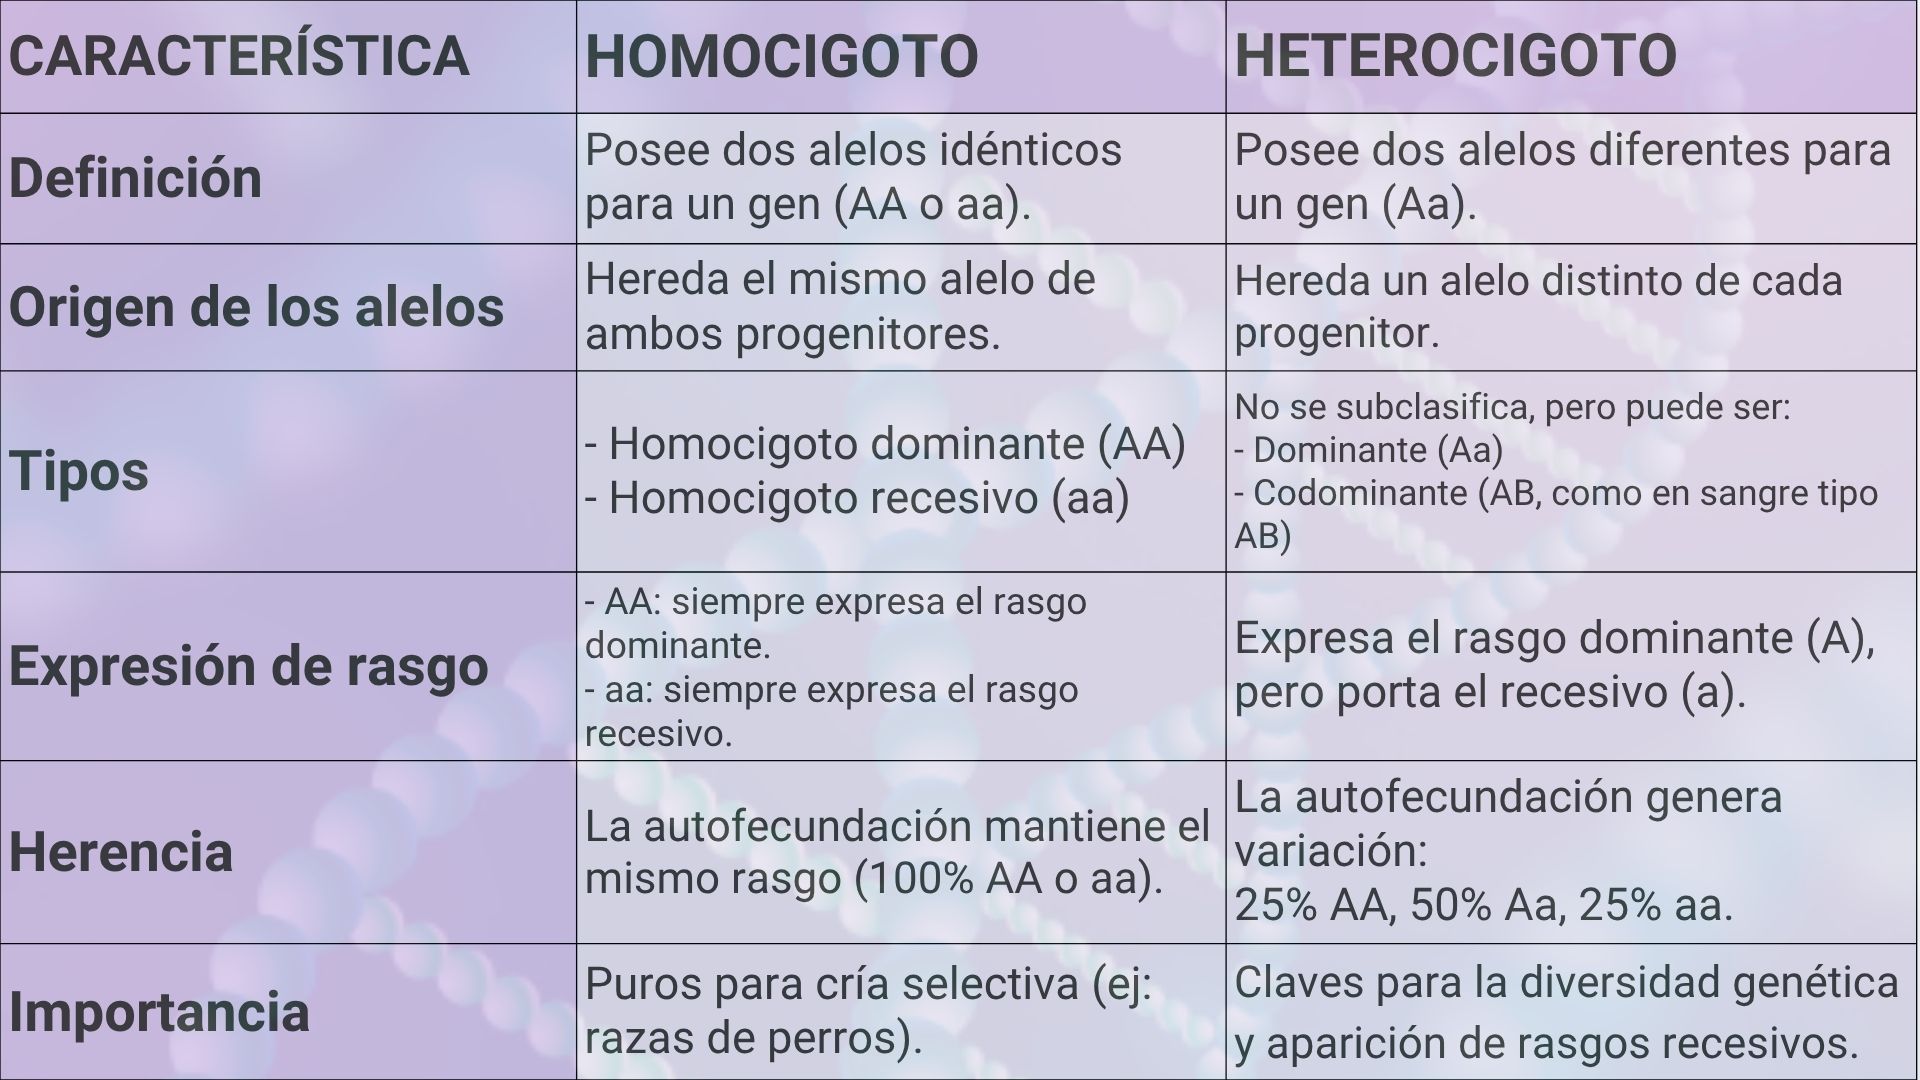 CARACTERÍSTICA
HOMOCIGOTO
HETEROCIGOTO
Definición
Posee dos alelos idénticos
para un gen (AA o aa).
Posee dos alelos diferentes para
un gen (Aa).
Origen de los alelos
Hereda el mismo alelo de
ambos progenitores.
Hereda un alelo distinto de cada
progenitor.
Tipos
- Homocigoto dominante (AA)
- Homocigoto recesivo (aa)
No se subclasifica, pero puede ser:
- Dominante (Aa)
- Codominante (AB, como en sangre tipo
AB)
Expresión de rasgo
- AA: siempre expresa el rasgo
dominante.
- aa: siempre expresa el rasgo
recesivo.
Expresa el rasgo dominante (A),
pero porta el recesivo (a).
Herencia
La autofecundación mantiene el
mismo rasgo (100% AA o aa).
La autofecundación genera
variación:
25% AA, 50% Aa, 25% aa.
Importancia
Puros para cría selectiva (ej:
razas de perros).
Claves para la diversidad genética
y aparición de rasgos recesivos.